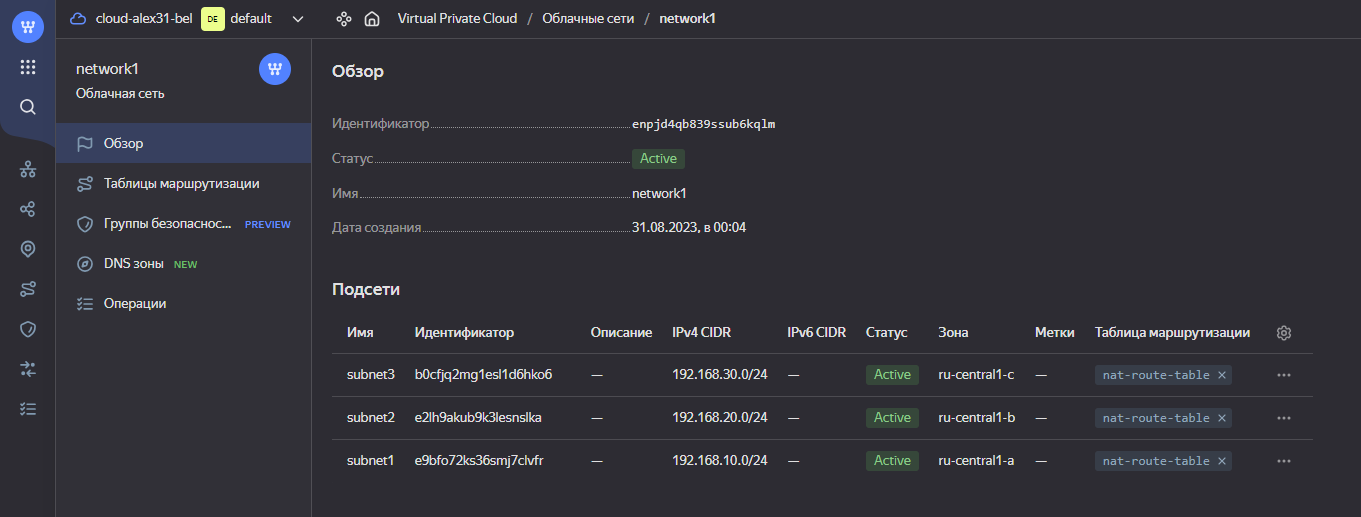 cloud-alex31-bel DE default Virtual Private Cloud / Облачные сети / network1
network1
Облачная сеть
Обзор
Таблицы маршрутизации
Группы безопаснос... PREVIEW
DNS зоны NEW
Операции
Обзор
Идентификатор enpjd4qb839ssub6kqlm
Статус Active
Имя network1
Дата создания 31.08.2023, в 00:04
Подсети
Имя Идентификатор Описание IPv4 CIDR IPv6 CIDR Статус Зона Метки Таблица маршрутизации
subnet3 b0cfjq2mg1esl1d6hko6 — 192.168.30.0/24 — Active ru-central1-c — nat-route-table ×
subnet2 e2lh9akub9k3lesnslka — 192.168.20.0/24 — Active ru-central1-b — nat-route-table ×
subnet1 e9bfo72ks36smj7clvfr — 192.168.10.0/24 — Active ru-central1-a — nat-route-table ×